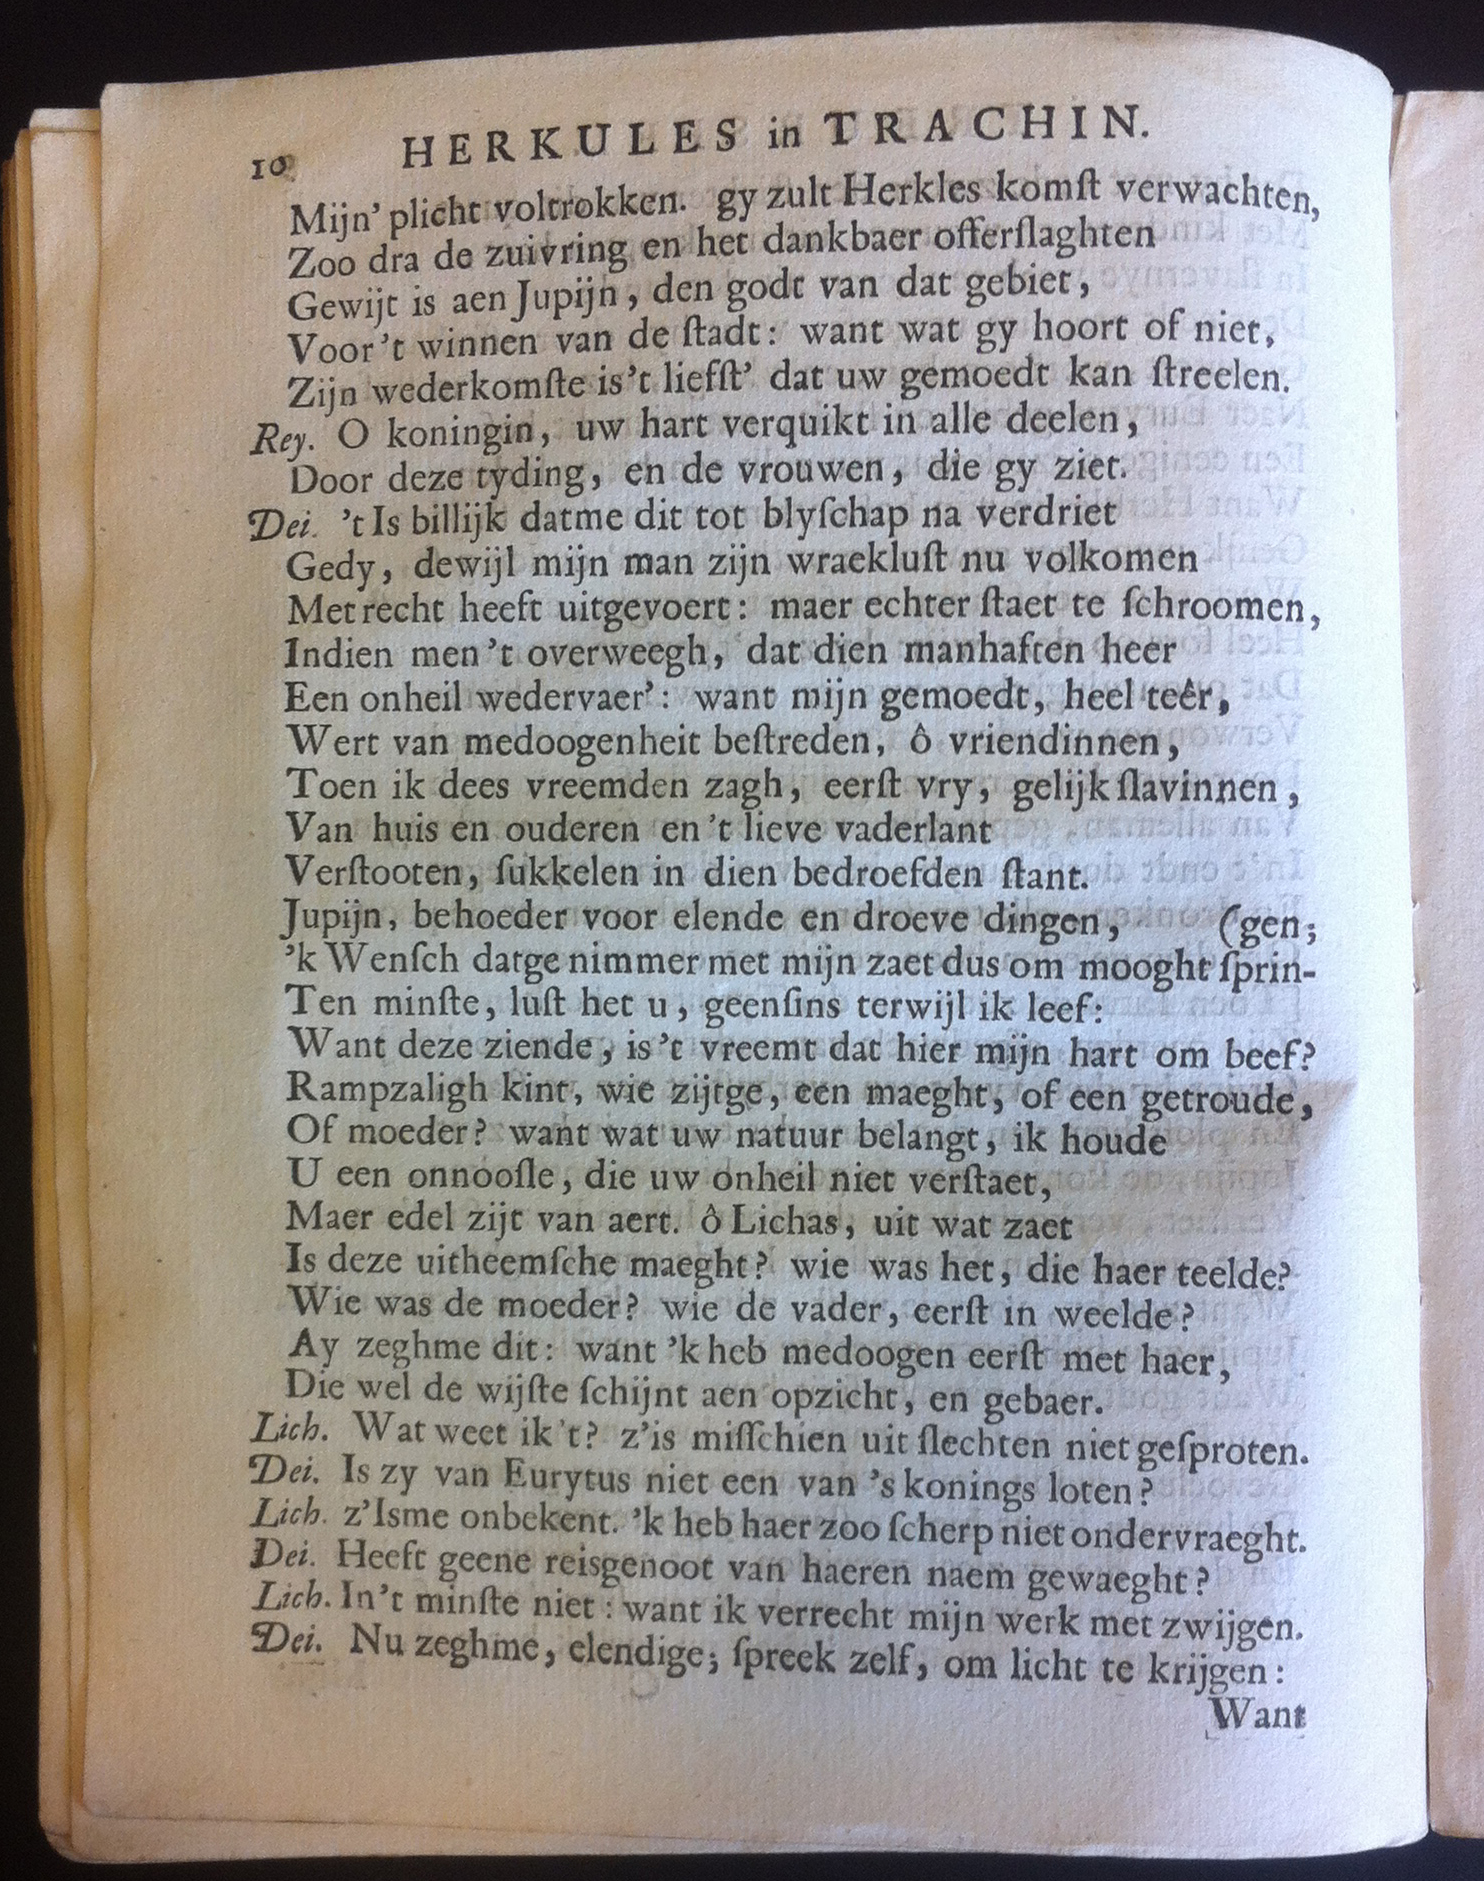 10 HERKULES in TRACHIN.
Mijn' plicht voltrokken. gy zult Herkles komſt verwachten,
Zoo dra de zuivring en het dankbaer offerſlaghten
Gewijt is aen Jupijn, den godt van dat gebiet,
Voor 't winnen van de ſtadt: want wat gy hoort of niet,
Zijn wederkomſte is 't liefſt' dat uw gemoedt kan ſtreelen.
Rey. O koningin, uw hart verquikt in alle deelen,
Door deze tyding, en de vrouwen, die gy ziet.
Dei. 't Is billijk datme dit tot blyſchap na verdriet
Gedy, dewijl mijn man zijn wraekluſt nu volkomen
Met recht heeft uitgevoert: maer echter ſtaet te ſchroomen,
Indien men 't overweegh, dat dien manhaften heer
Een onheil wedervaer': want mijn gemoedt, heel teêr,
Wert van medoogenheit beſtreden, ô vriendinnen,
Toen ik dees vreemden zagh, eerſt vry, gelijk ſlavinnen,
Van huis en ouderen en 't lieve vaderlant
Verſtooten, ſukkelen in dien bedroefden ſtant.
Jupijn, behoeder voor elende en droeve dingen, (gen;
'k Wenſch datge nimmer met mijn zaet dus om mooght ſprin-
Ten minſte, luſt het u, geenſins terwijl ik leef:
Want deze ziende, is 't vreemt dat hier mijn hart om beef?
Rampzaligh kint, wie zijtge, een maeght, of een getroude,
Of moeder? want wat uw natuur belangt, ik houde
U een onnooſle, die uw onheil niet verſtaet,
Maer edel zijt van aert. ô Lichas, uit wat zaet
Is deze uitheemſche maeght? wie was het, die haer teelde?
Wie was de moeder? wie de vader, eerſt in weelde?
Ay zeghme dit: want 'k heb medoogen eerſt met haer,
Die wel de wijſte ſchijnt aen opzicht, en gebaer.
Lich. Wat weet ik 't? z'is miſſchien uit ſlechten niet geſproten.
Dei. Is zy van Eurytus niet een van 's konings loten?
Lich. z'Isme onbekent. 'k heb haer zoo ſcherp niet ondervraeght.
Dei. Heeft geene reisgenoot van haeren naem gewaeght?
Lich. In 't minſte niet: want ik verrecht mijn werk met zwijgen.
Dei. Nu zeghme, elendige; ſpreek zelf, om licht te krijgen:
Want